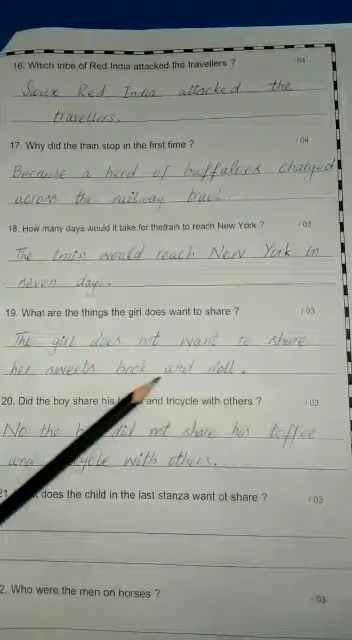 16. Which tribe of Red India attacked the travellers ? /04
Sioux Red India attacked the
travellers.
17. Why did the train stop in the first time ? /04
Because a herd of buffaloes charged
across the railway track.
18. How many days would it take for the train to reach New York ? /03
The train would reach New York in
seven days.
19. What are the things the girl does want to share ? /03
The girl does not want to share
her sweets book and doll.
20. Did the boy share his and tricycle with others ? /03
No the did not share his toffee
with others.
does the child in the last stanza want ot share ? /03
2. Who were the men on horses ? /03